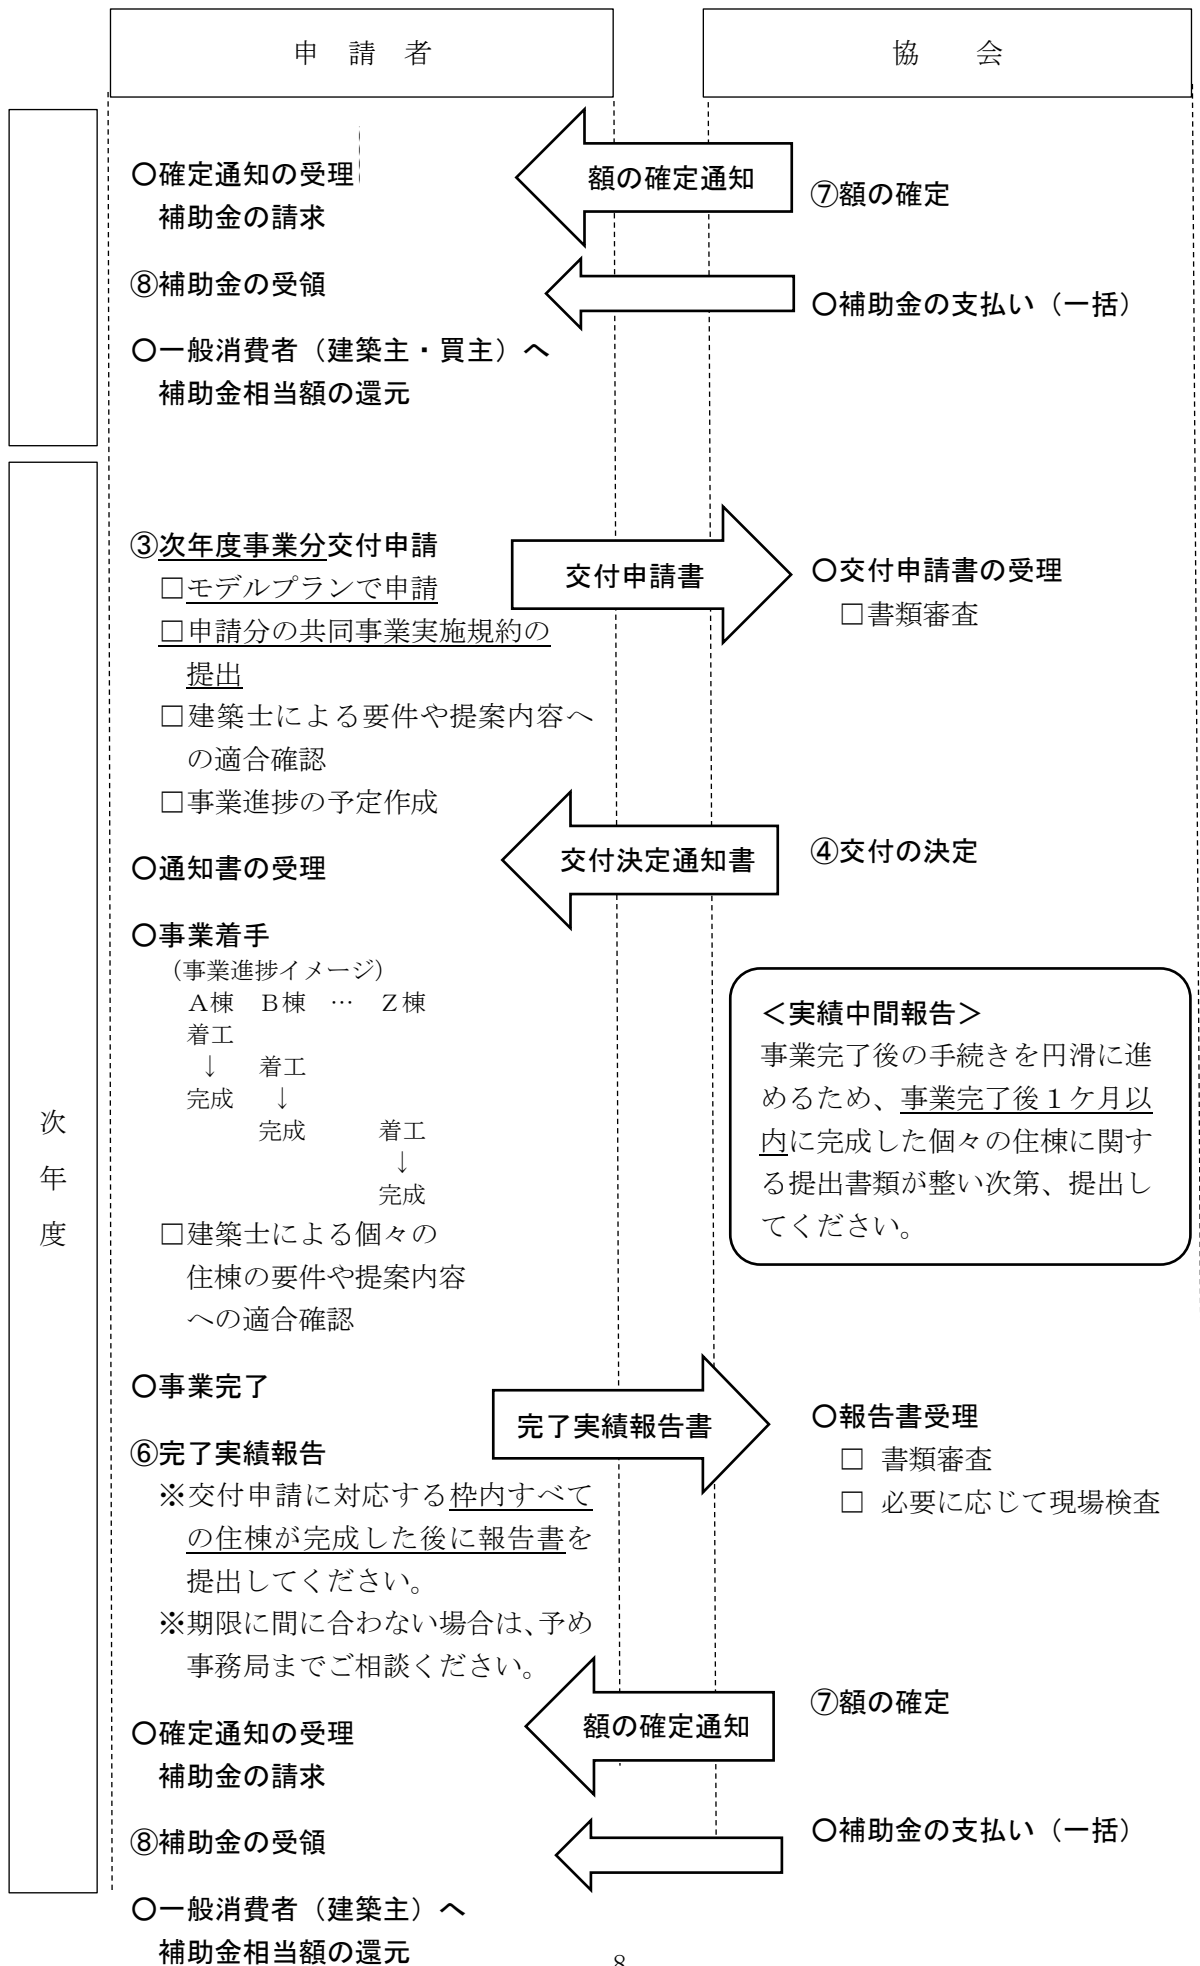 申 請 者
協 会
〇確定通知の受理
補助金の請求
額の確定通知
⑦額の確定
⑧補助金の受領
〇補助金の支払い（一括）
〇一般消費者（建築主・買主）へ
補助金相当額の還元
次
年
度
③次年度事業分交付申請
□モデルプランで申請
□申請分の共同事業実施規約の
提出
□建築士による要件や提案内容へ
の適合確認
□事業進捗の予定作成
交付申請書
〇交付申請書の受理
□書類審査
交付決定通知書
④交付の決定
〇通知書の受理
〇事業着手
（事業進捗イメージ）
Ａ棟 Ｂ棟 … Ｚ棟
着工
↓ 着工
完成 ↓
完成 着工
↓
完成
□建築士による個々の
住棟の要件や提案内容
への適合確認
＜実績中間報告＞
事業完了後の手続きを円滑に進
めるため、事業完了後１ケ月以
内に完成した個々の住棟に関す
る提出書類が整い次第、提出し
てください。
〇事業完了
完了実績報告書
〇報告書受理
□ 書類審査
□ 必要に応じて現場検査
⑥完了実績報告
※交付申請に対応する枠内すべて
の住棟が完成した後に報告書を
提出してください。
※期限に間に合わない場合は、予め
事務局までご相談ください。
額の確定通知
⑦額の確定
〇確定通知の受理
補助金の請求
〇補助金の支払い（一括）
⑧補助金の受領
〇一般消費者（建築主）へ
補助金相当額の還元
8